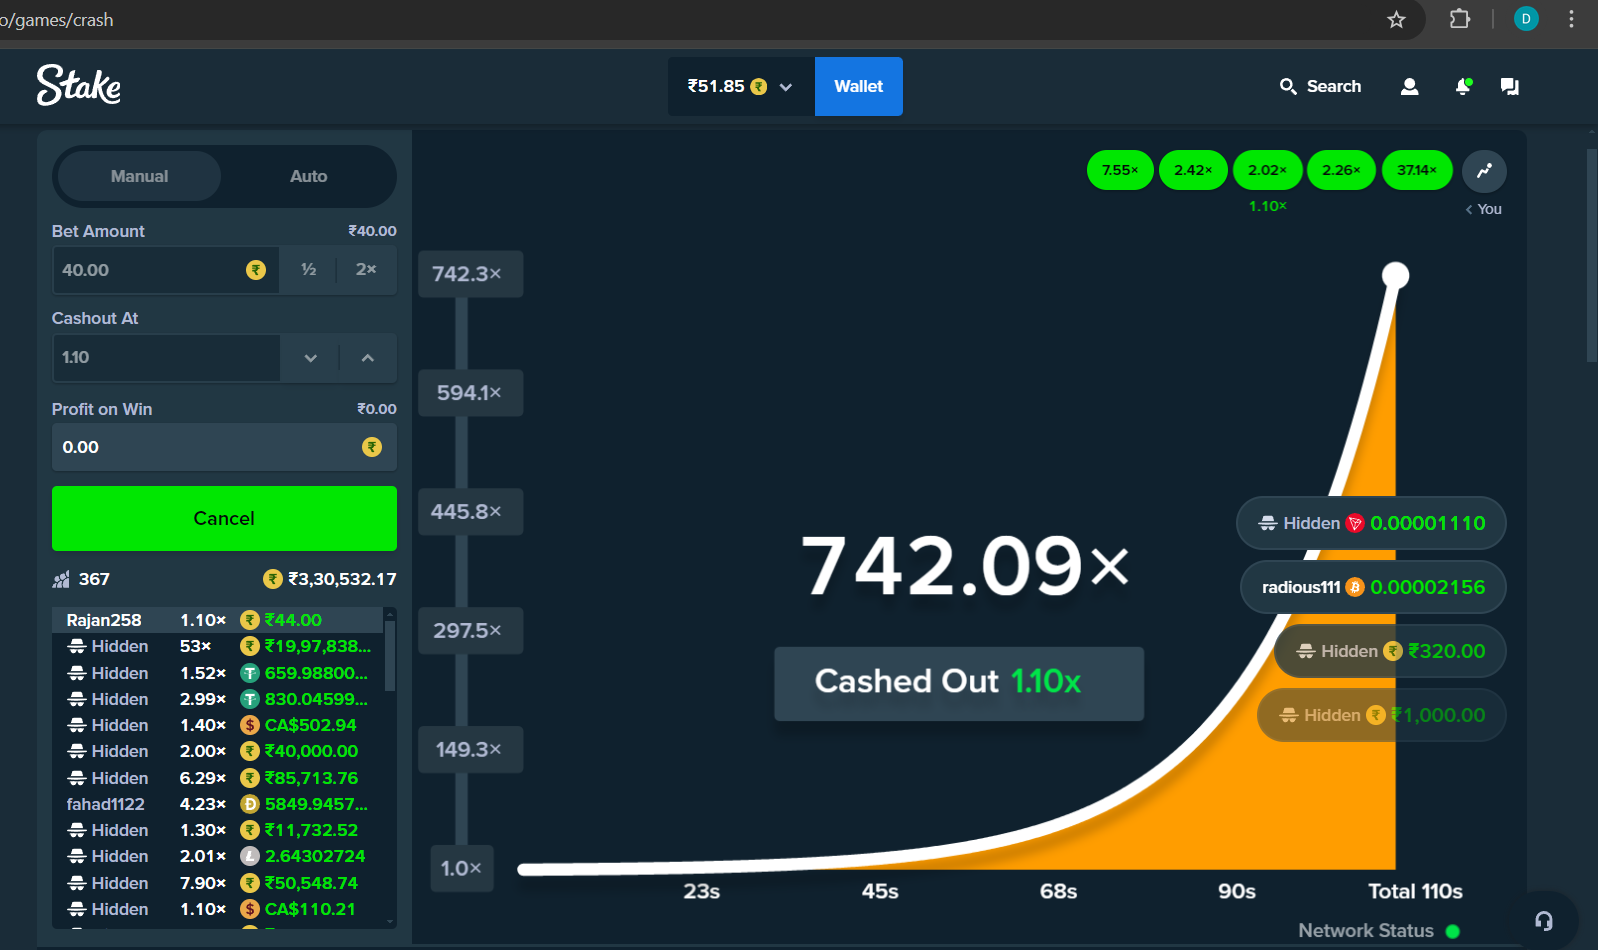 o/games/crash
D
Stake
₹51.85 ₹
Wallet
Search
Manual Auto
7.55× 2.42× 2.02× 2.26× 37.14×
1.10×
< You
Bet Amount ₹40.00
40.00 ₹ ½ 2×
Cashout At
1.10
Profit on Win ₹0.00
0.00 ₹
Cancel
367 ₹ ₹3,30,532.17
Rajan258 1.10× ₹ ₹44.00
Hidden 53× ₹ ₹19,97,838...
Hidden 1.52× 659.98800...
Hidden 2.99× 830.04599...
Hidden 1.40× $ CA$502.94
Hidden 2.00× ₹ ₹40,000.00
Hidden 6.29× ₹ ₹85,713.76
fahad1122 4.23× 5849.9457...
Hidden 1.30× ₹ ₹11,732.52
Hidden 2.01× 2.64302724
Hidden 7.90× ₹ ₹50,548.74
Hidden 1.10× $ CA$110.21
742.3×
594.1×
445.8×
297.5×
149.3×
1.0×
742.09×
Cashed Out 1.10x
Hidden 0.00001110
radious111 0.00002156
Hidden ₹ ₹320.00
Hidden ₹ ₹1,000.00
23s 45s 68s 90s Total 110s
Network Status